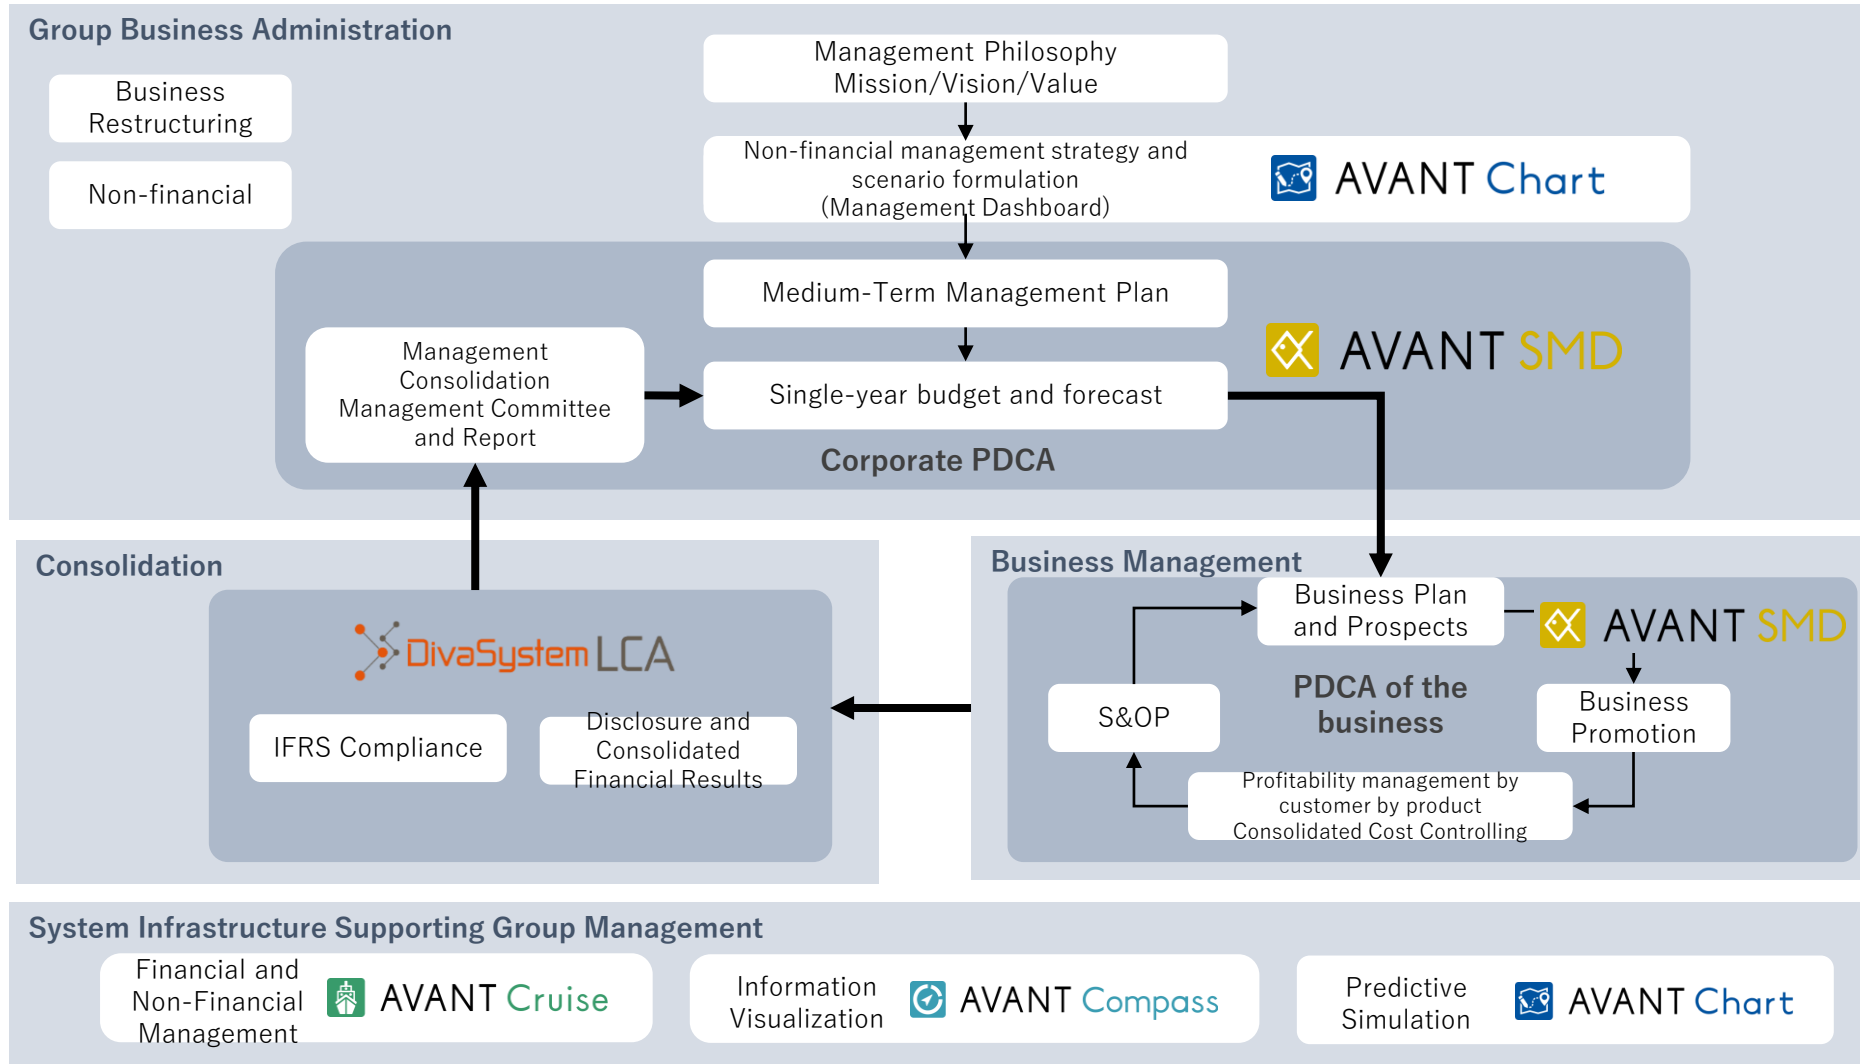 Group Business Administration
Business
Restructuring
Non-financial
Management Philosophy
Mission/Vision/Value
Non-financial management strategy and
scenario formulation
(Management Dashboard)
AVANT Chart
Medium-Term Management Plan
Management
Consolidation
Management Committee
and Report
Single-year budget and forecast
AVANT SMD
Corporate PDCA
Consolidation
DivaSystem LCA
IFRS Compliance
Disclosure and
Consolidated
Financial Results
Business Management
Business Plan
and Prospects
AVANT SMD
PDCA of the
business
S&OP
Business
Promotion
Profitability management by
customer by product
Consolidated Cost Controlling
System Infrastructure Supporting Group Management
Financial and
Non-Financial
Management
AVANT Cruise
Information
Visualization
AVANT Compass
Predictive
Simulation
AVANT Chart